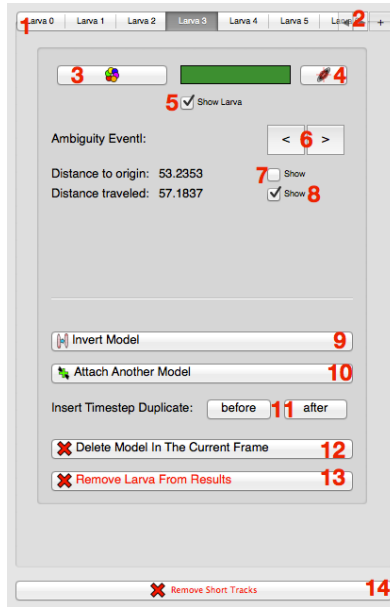 Larva 0 Larva 1 Larva 2 Larva 3 Larva 4 Larva 5 2 +
1
3 4
5 Show Larva
Ambiguity Eventl: < 6 >
Distance to origin: 53.2353 7 Show
Distance traveled: 57.1837 Show 8
Invert Model 9
Attach Another Model 10
Insert Timestep Duplicate: before 11 after
Delete Model In The Current Frame 12
Remove Larva From Results 13
Remove Short Tracks 14